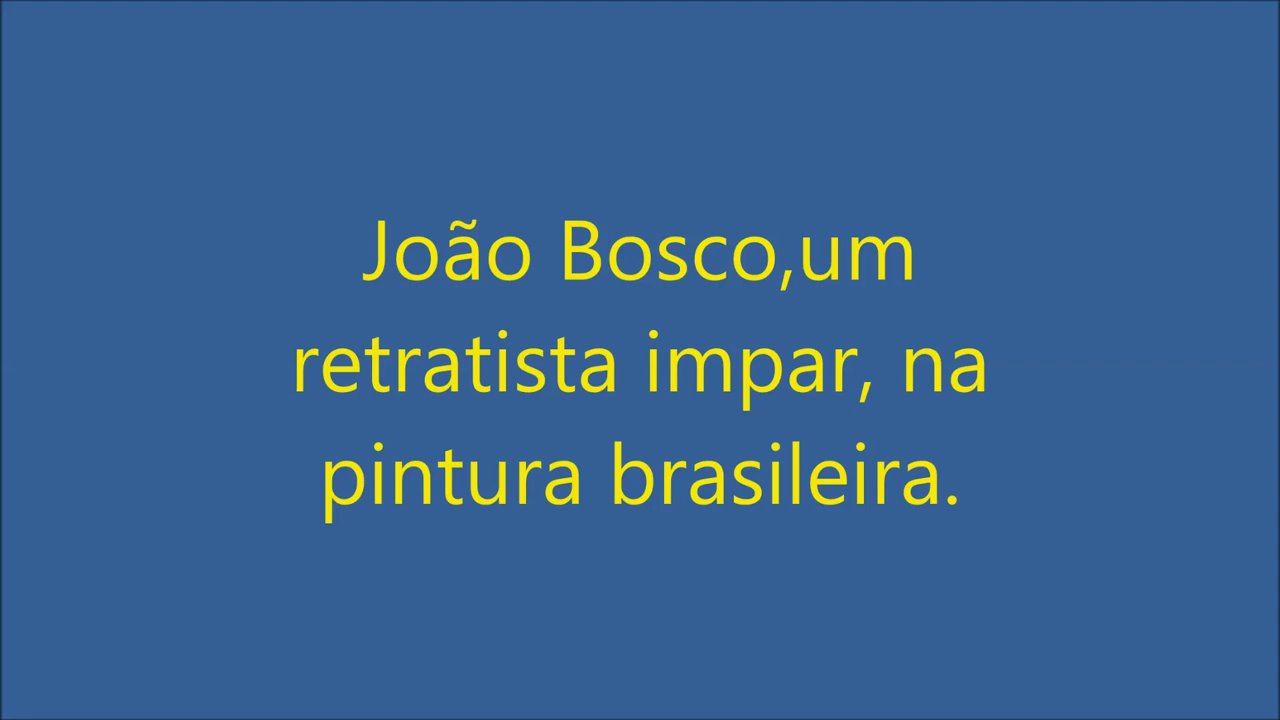 João Bosco,um
retratista impar, na
pintura brasileira.